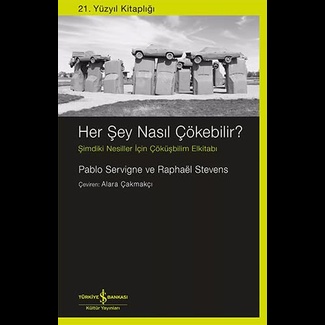 21. Yüzyıl Kitaplığı
Her Şey Nasıl Çökebilir?
Şimdiki Nesiller İçin Çöküşbilim Elkitabı
Pablo Servigne ve Raphaël Stevens
Çeviren: Alara Çakmakçı
TÜRKİYE İŞ BANKASI
Kültür Yayınları